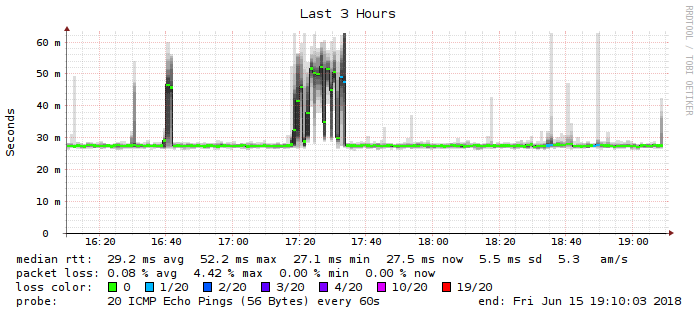 Last 3 Hours
RRDTOOL / TOBI OETIKER
Seconds
60 m
50 m
40 m
30 m
20 m
10 m
0
16:20 16:40 17:00 17:20 17:40 18:00 18:20 18:40 19:00
median rtt: 29.2 ms avg 52.2 ms max 27.1 ms min 27.5 ms now 5.5 ms sd 5.3 am/s
packet loss: 0.08 % avg 4.42 % max 0.00 % min 0.00 % now
loss color: 0 1/20 2/20 3/20 4/20 10/20 19/20
probe: 20 ICMP Echo Pings (56 Bytes) every 60s end: Fri Jun 15 19:10:03 2018